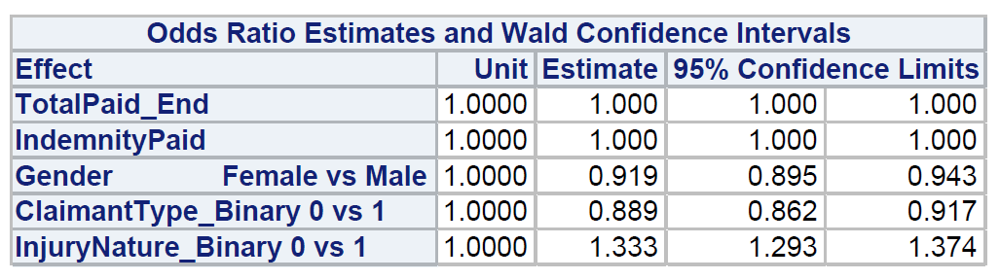 Odds Ratio Estimates and Wald Confidence Intervals
Effect Unit Estimate 95% Confidence Limits
TotalPaid_End 1.0000 1.000 1.000 1.000
IndemnityPaid 1.0000 1.000 1.000 1.000
Gender Female vs Male 1.0000 0.919 0.895 0.943
ClaimantType_Binary 0 vs 1 1.0000 0.889 0.862 0.917
InjuryNature_Binary 0 vs 1 1.0000 1.333 1.293 1.374